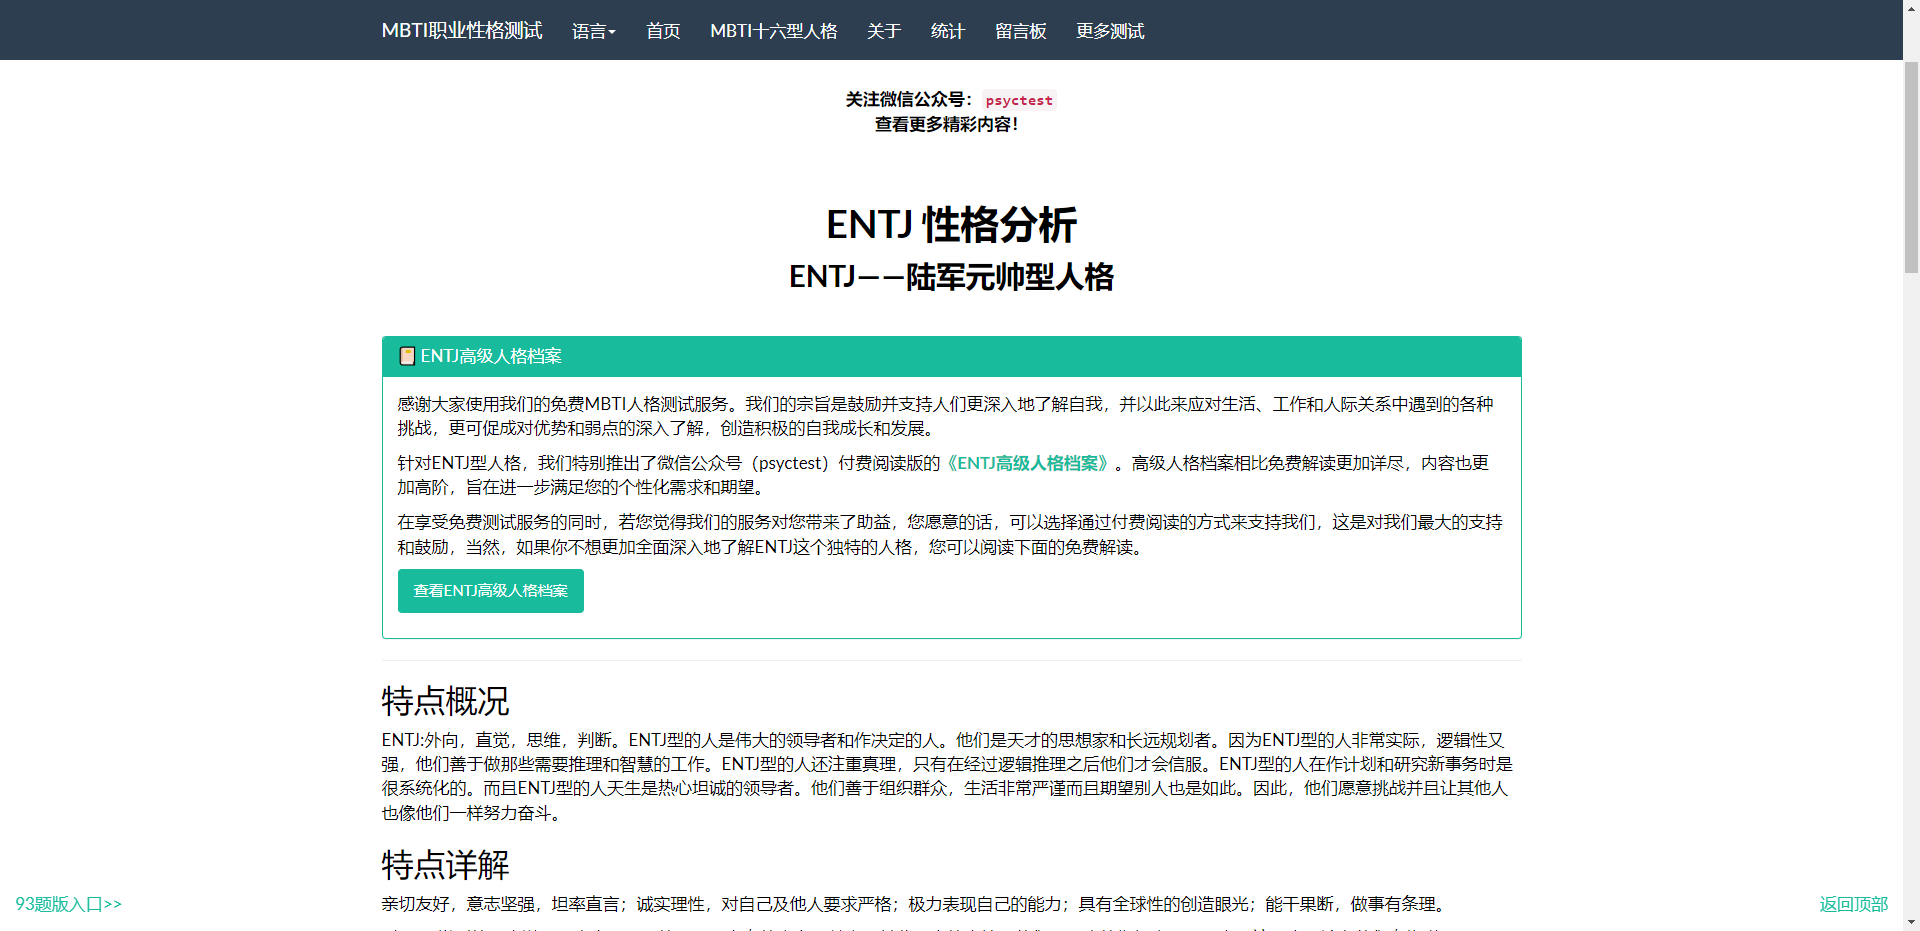 MBTI职业性格测试 语言 首页 MBTI十六型人格 关于 统计 留言板 更多测试
关注微信公众号： psyctest
查看更多精彩内容！
ENTJ 性格分析
ENTJ——陆军元帅型人格
ENTJ高级人格档案
感谢大家使用我们的免费MBTI人格测试服务。我们的宗旨是鼓励并支持人们更深入地了解自我，并以此来应对生活、工作和人际关系中遇到的各种
挑战，更可促成对优势和弱点的深入了解，创造积极的自我成长和发展。
针对ENTJ型人格，我们特别推出了微信公众号（psyctest）付费阅读版的《ENTJ高级人格档案》。高级人格档案相比免费解读更加详尽，内容也更
加高阶，旨在进一步满足您的个性化需求和期望。
在享受免费测试服务的同时，若您觉得我们的服务对您带来了助益，您愿意的话，可以选择通过付费阅读的方式来支持我们，这是对我们最大的支持
和鼓励，当然，如果你不想更加全面深入地了解ENTJ这个独特的人格，您可以阅读下面的免费解读。
查看ENTJ高级人格档案
特点概况
ENTJ:外向，直觉，思维，判断。ENTJ型的人是伟大的领导者和作决定的人。他们是天才的思想家和长远规划者。因为ENTJ型的人非常实际，逻辑性又
强，他们善于做那些需要推理和智慧的工作。ENTJ型的人还注重真理，只有在经过逻辑推理之后他们才会信服。ENTJ型的人在作计划和研究新事务时是
很系统化的。而且ENTJ型的人天生是热心坦诚的领导者。他们善于组织群众，生活非常严谨而且期望别人也是如此。因此，他们愿意挑战并且让其他人
也像他们一样努力奋斗。
特点详解
亲切友好，意志坚强，坦率直言；诚实理性，对自己及他人要求严格；极力表现自己的能力；具有全球性的创造眼光；能干果断，做事有条理。
93题版入口>>
返回顶部